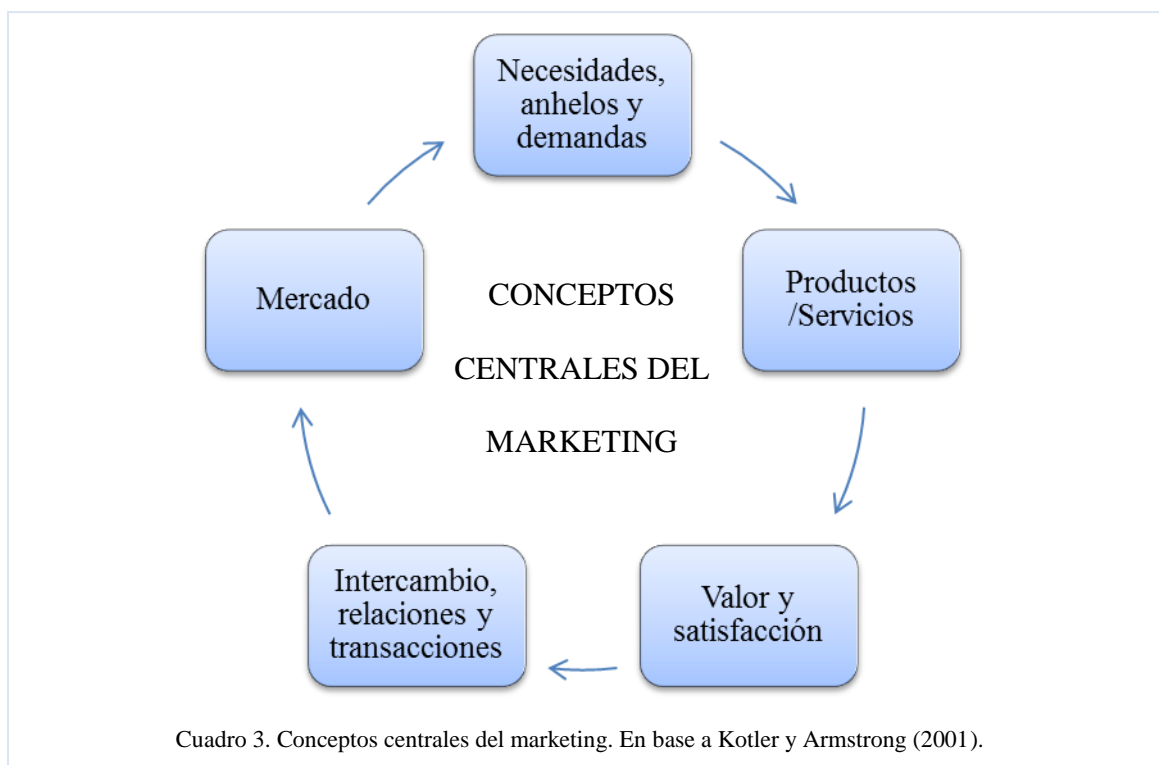 Necesidades,
anhelos y
demandas
Productos
/Servicios
Valor y
satisfacción
Intercambio,
relaciones y
transacciones
Mercado
CONCEPTOS
CENTRALES DEL
MARKETING
Cuadro 3. Conceptos centrales del marketing. En base a Kotler y Armstrong (2001).